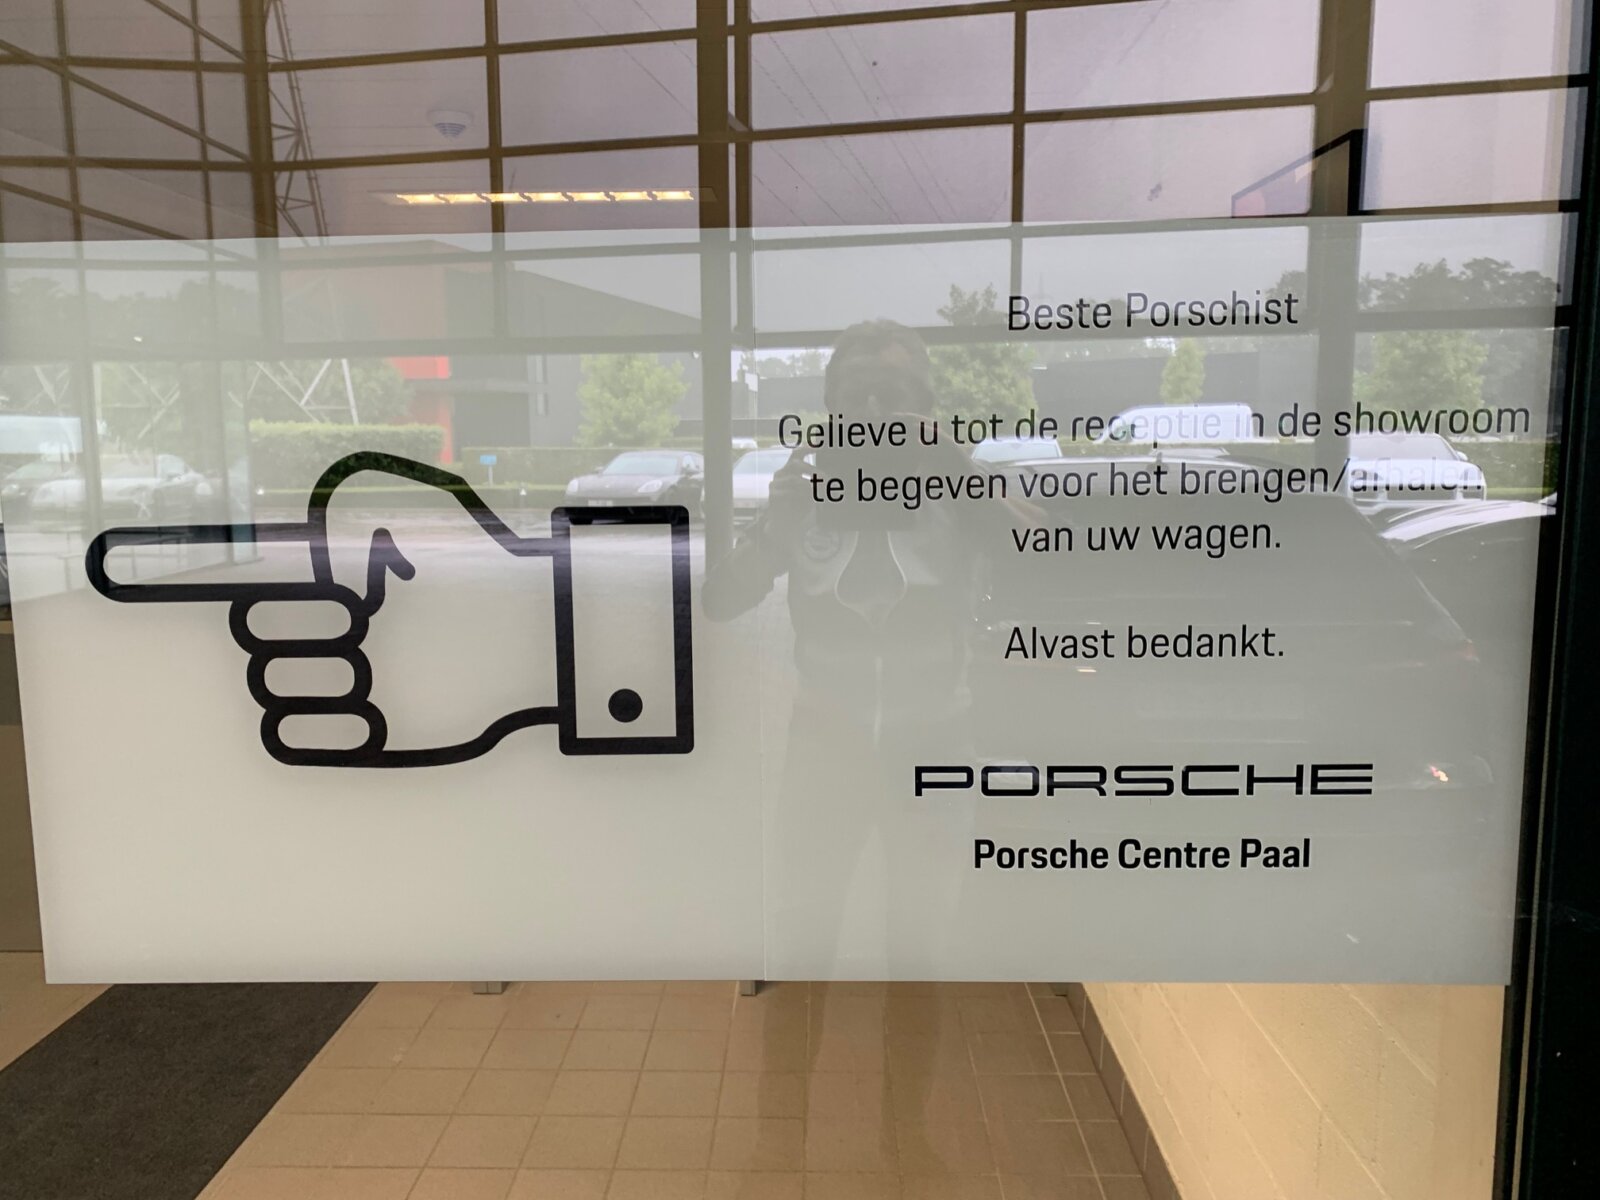 Beste Porschist
Gelieve u tot de receptie in de showroom
te begeven voor het brengen/afhalen
van uw wagen.
Alvast bedankt.
PORSCHE
Porsche Centre Paal